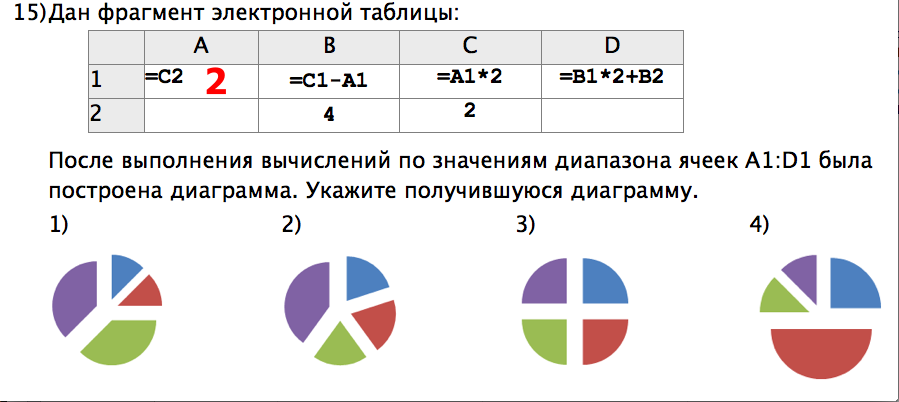 15)Дан фрагмент электронной таблицы:
A B C D
1 =C2 2 =C1-A1 =A1*2 =B1*2+B2
2 4 2
После выполнения вычислений по значениям диапазона ячеек A1:D1 была
построена диаграмма. Укажите получившуюся диаграмму.
1) 2) 3) 4)